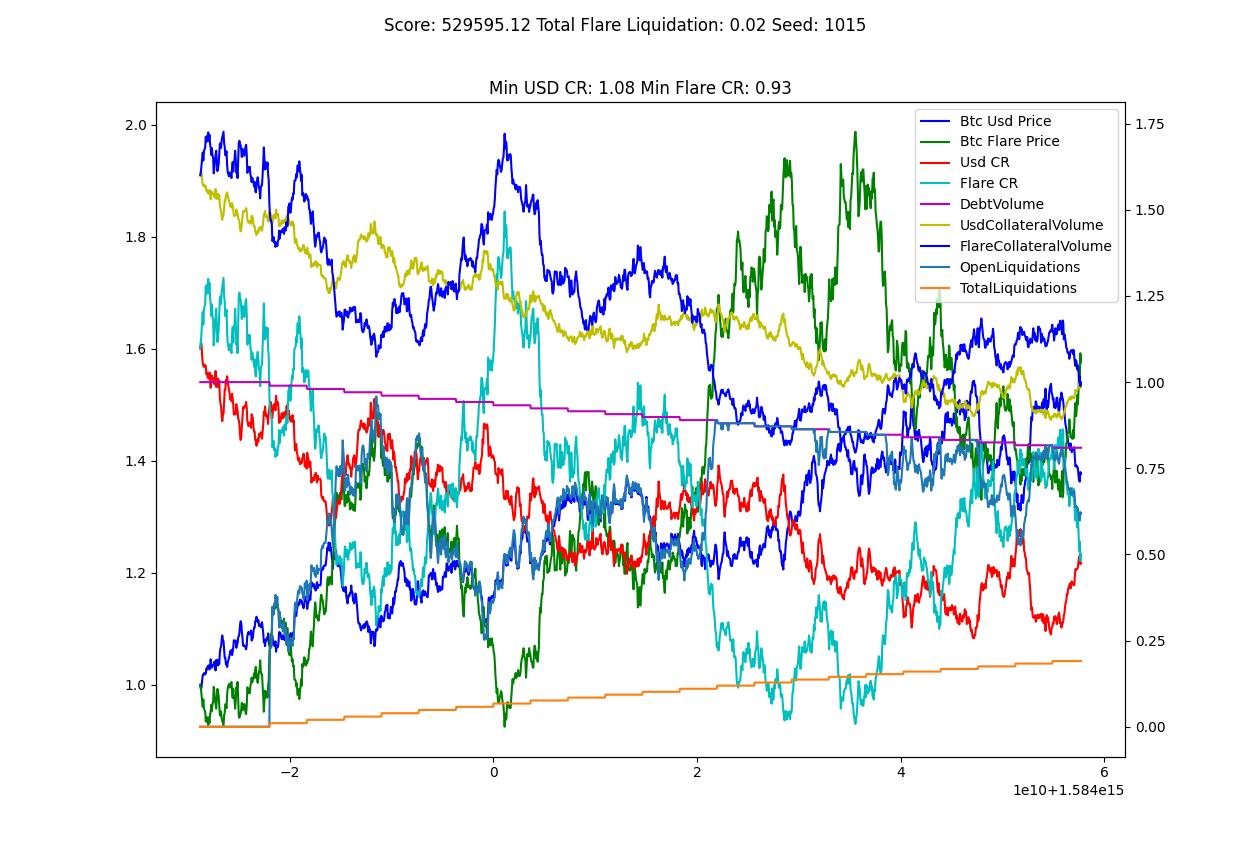 Score: 529595.12 Total Flare Liquidation: 0.02 Seed: 1015
Min USD CR: 1.08 Min Flare CR: 0.93
2.0
1.8
1.6
1.4
1.2
1.0
1.75
1.50
1.25
1.00
0.75
0.50
0.25
0.00
Btc Usd Price
Btc Flare Price
Usd CR
Flare CR
DebtVolume
UsdCollateralVolume
FlareCollateralVolume
OpenLiquidations
TotalLiquidations
−2 0 2 4 6
1e10+1.584e15